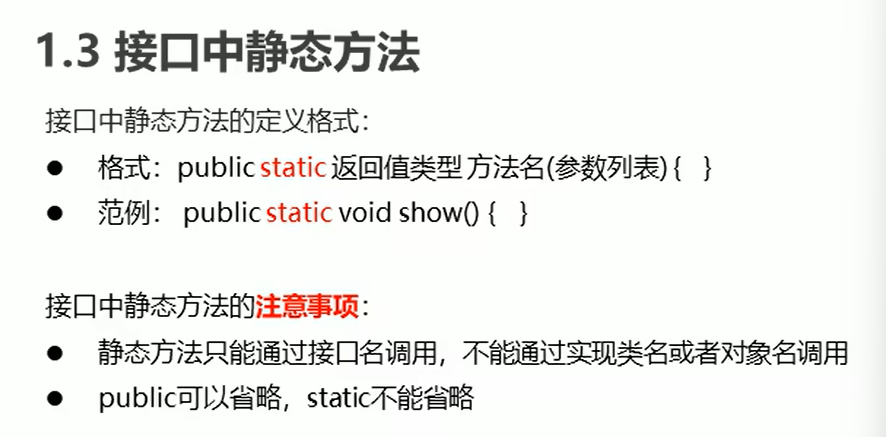 1.3 接口中静态方法
接口中静态方法的定义格式：
● 格式：public static 返回值类型 方法名(参数列表) { }
● 范例： public static void show() { }
接口中静态方法的注意事项：
● 静态方法只能通过接口名调用，不能通过实现类名或者对象名调用
● public可以省略，static不能省略